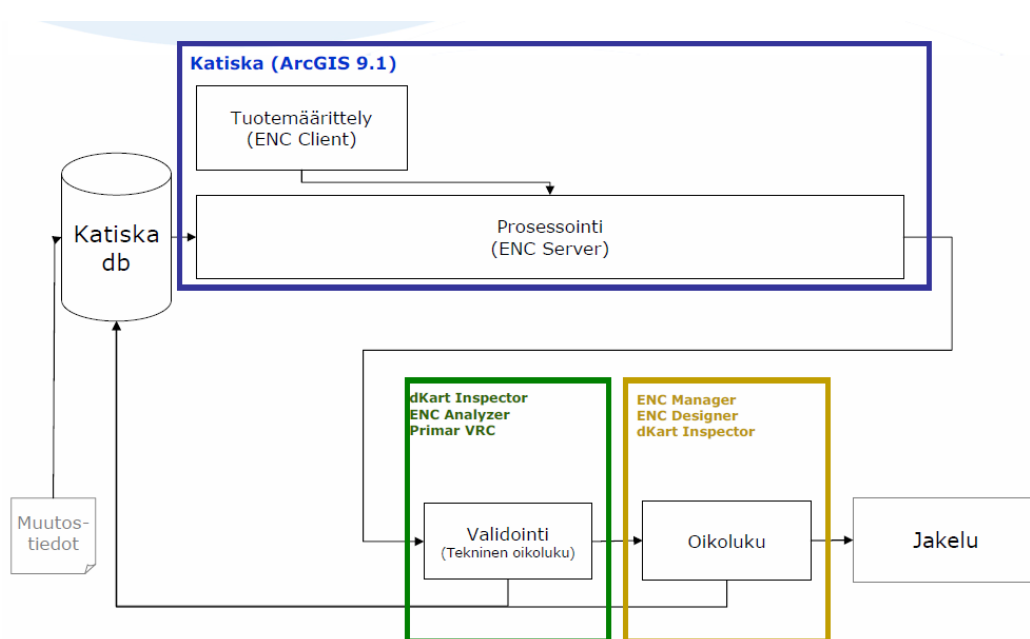 Katiska (ArcGIS 9.1)
Tuotemäärittely
(ENC Client)
Katiska
db
Prosessointi
(ENC Server)
dKart Inspector
ENC Analyzer
Primar VRC
ENC Manager
ENC Designer
dKart Inspector
Muutos-
tiedot
Validointi
(Tekninen oikoluku)
Oikoluku
Jakelu